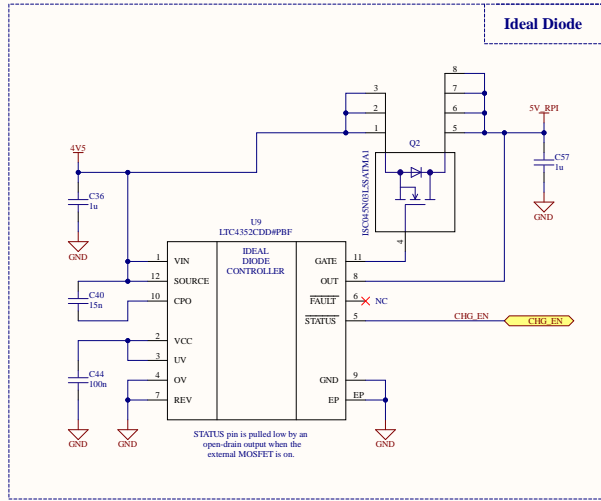 Ideal Diode
8
3 7
2 6
1 5
5V_RPI
Q2
ISC045N03L5SATMA1
C57
1u
GND
4
4V5
C36
1u
GND
U9
LTC4352CDD#PBF
IDEAL
DIODE
CONTROLLER
1 VIN
12 SOURCE
10 CPO
2 VCC
3 UV
4 OV
7 REV
GATE 11
OUT 8
FAULT 6 NC
STATUS 5 CHG_EN CHG_EN
GND 9
EP EP
C40
15n
C44
100n
GND
GND
GND
STATUS pin is pulled low by an
open-drain output when the
external MOSFET is on.